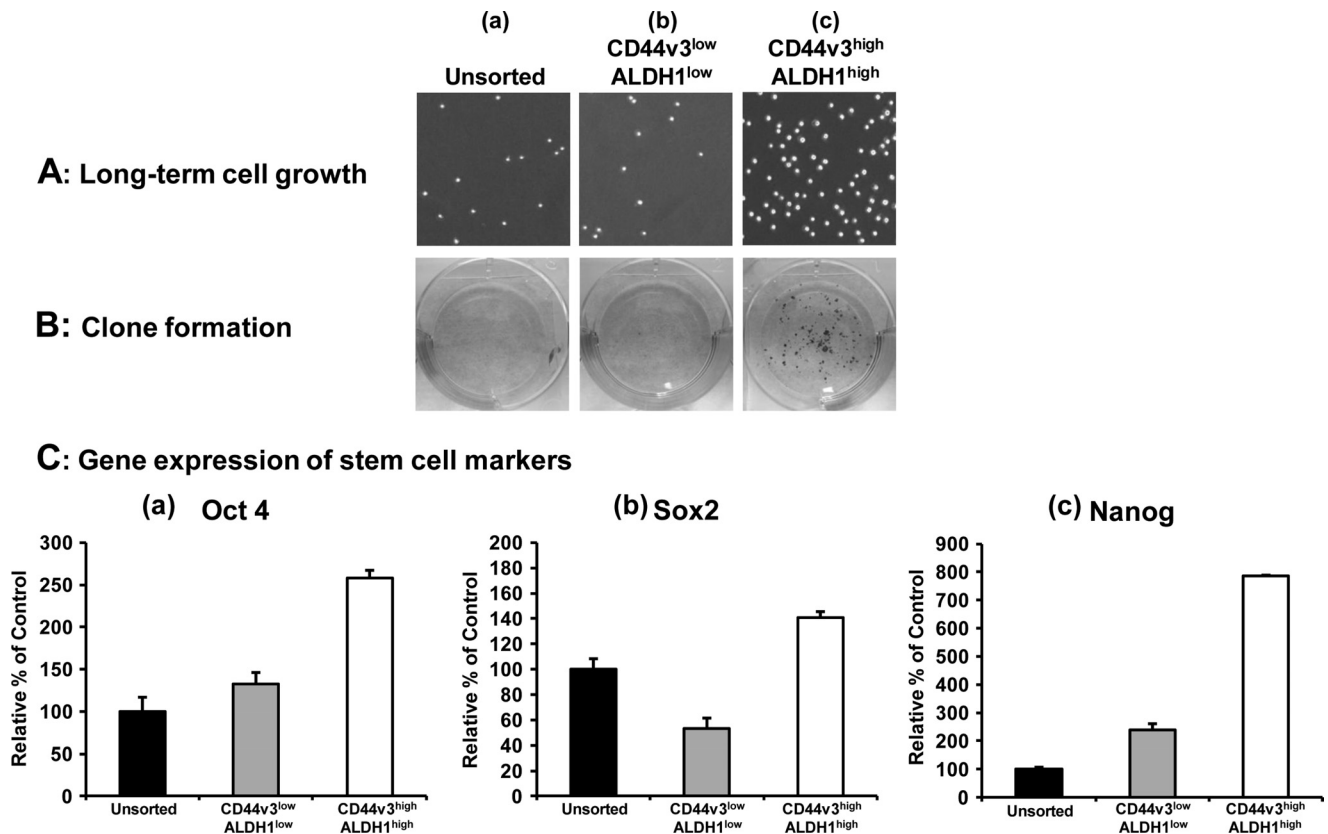 (a) (b) (c)
Unsorted CD44v3low ALDH1low CD44v3high ALDH1high
A: Long-term cell growth
B: Clone formation
C: Gene expression of stem cell markers
(a) Oct 4
Relative % of Control
300
250
200
150
100
50
0
Unsorted
CD44v3low
ALDH1low
CD44v3high
ALDH1high
(b) Sox2
Relative % of Control
200
180
160
140
120
100
80
60
40
20
0
Unsorted
CD44v3low
ALDH1low
CD44v3high
ALDH1high
(c) Nanog
Relative % of Control
900
800
700
600
500
400
300
200
100
0
Unsorted
CD44v3low
ALDH1low
CD44v3high
ALDH1high